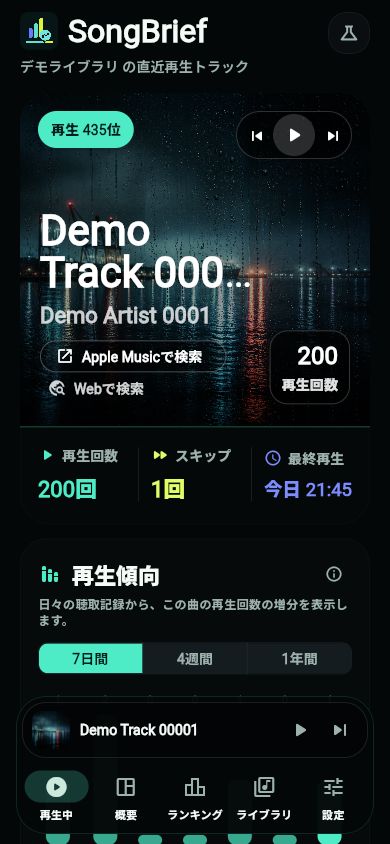 SongBrief
デモライブラリ の直近再生トラック
再生 435位
Demo
Track 000…
Demo Artist 0001
Apple Musicで検索
Webで検索
200
再生回数
再生回数
スキップ
最終再生
200回
1回
今日 21:45
再生傾向
日々の聴取記録から、この曲の再生回数の増分を表示し
ます。
7日間
4週間
1年間
Demo Track 00001
再生中
概要
ランキング
ライブラリ
設定